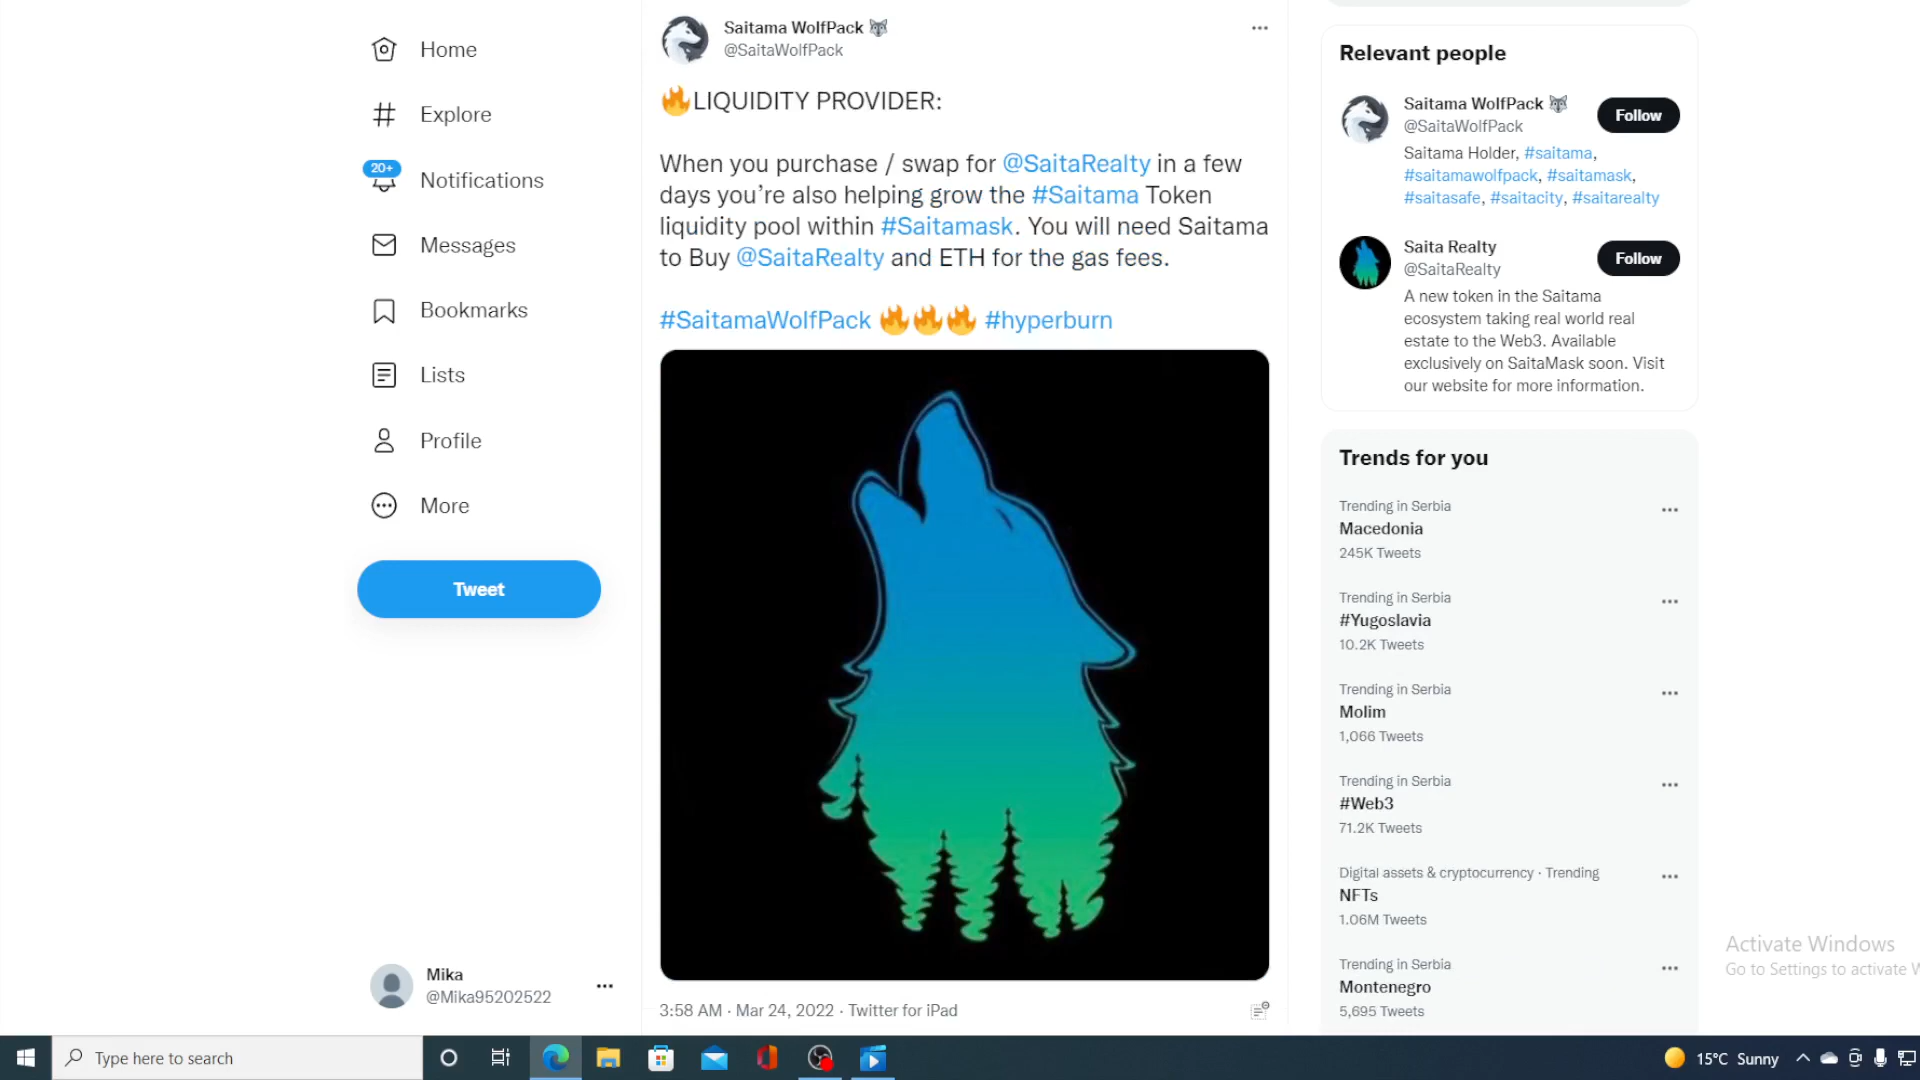 Home
Explore
20+
Notifications
Messages
Bookmarks
Lists
Profile
More
Tweet
Mika
@Mika95202522
Saitama WolfPack 🐺
@SaitaWolfPack
🔥LIQUIDITY PROVIDER:
When you purchase / swap for @SaitaRealty in a few
days you're also helping grow the #Saitama Token
liquidity pool within #Saitamask. You will need Saitama
to Buy @SaitaRealty and ETH for the gas fees.
#SaitamaWolfPack 🔥🔥🔥 #hyperburn
3:58 AM · Mar 24, 2022 · Twitter for iPad
Relevant people
Saitama WolfPack 🐺
@SaitaWolfPack
Follow
Saitama Holder, #saitama,
#saitamawolfpack, #saitamask,
#saitasafe, #saitacity, #saitarealty
Saita Realty
@SaitaRealty
Follow
A new token in the Saitama
ecosystem taking real world real
estate to the Web3. Available
exclusively on SaitaMask soon. Visit
our website for more information.
Trends for you
Trending in Serbia
Macedonia
245K Tweets
Trending in Serbia
#Yugoslavia
10.2K Tweets
Trending in Serbia
Molim
1,066 Tweets
Trending in Serbia
#Web3
71.2K Tweets
Digital assets & cryptocurrency · Trending
NFTs
1.06M Tweets
Trending in Serbia
Montenegro
5,695 Tweets
Activate Windows
Go to Settings to activate W
Type here to search
15°C Sunny